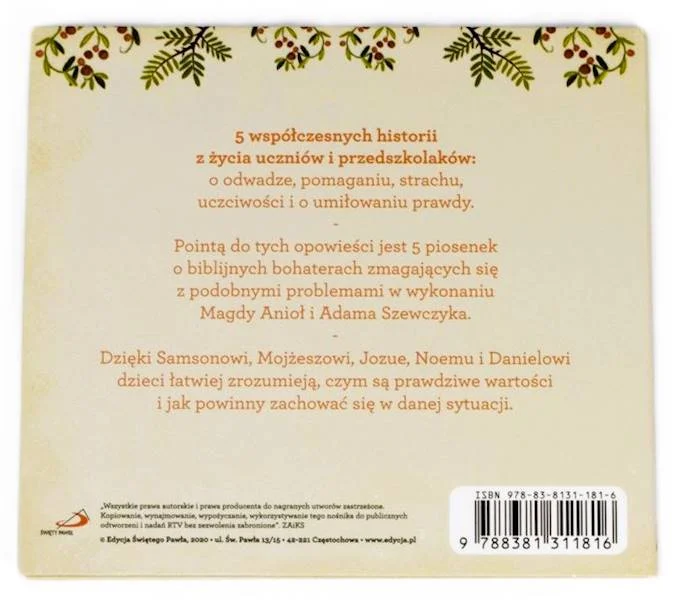 5 współczesnych historii
z życia uczniów i przedszkolaków:
o odwadze, pomaganiu, strachu,
uczciwości i o umiłowaniu prawdy.
-
Pointą do tych opowieści jest 5 piosenek
o biblijnych bohaterach zmagających się
z podobnymi problemami w wykonaniu
Magdy Anioł i Adama Szewczyka.
-
Dzięki Samsonowi, Mojżeszowi, Jozue, Noemu i Danielowi
dzieci łatwiej zrozumieją, czym są prawdziwe wartości
i jak powinny zachować się w danej sytuacji.
„Wszystkie prawa autorskie i prawa producenta do nagranych utworów zastrzeżone.
Kopiowanie, wynajmowanie, wypożyczanie, wykorzystywanie tego nośnika do publicznych
odtworzeń i nadań RTV bez zezwolenia zabronione". ZAiKS
© Edycja Świętego Pawła, 2020 • ul. Św. Pawła 13/15 • 42-221 Częstochowa • www.edycja.pl
ŚWIĘTY PAWEŁ
ISBN 978-83-8131-181-6
9 788381 311816